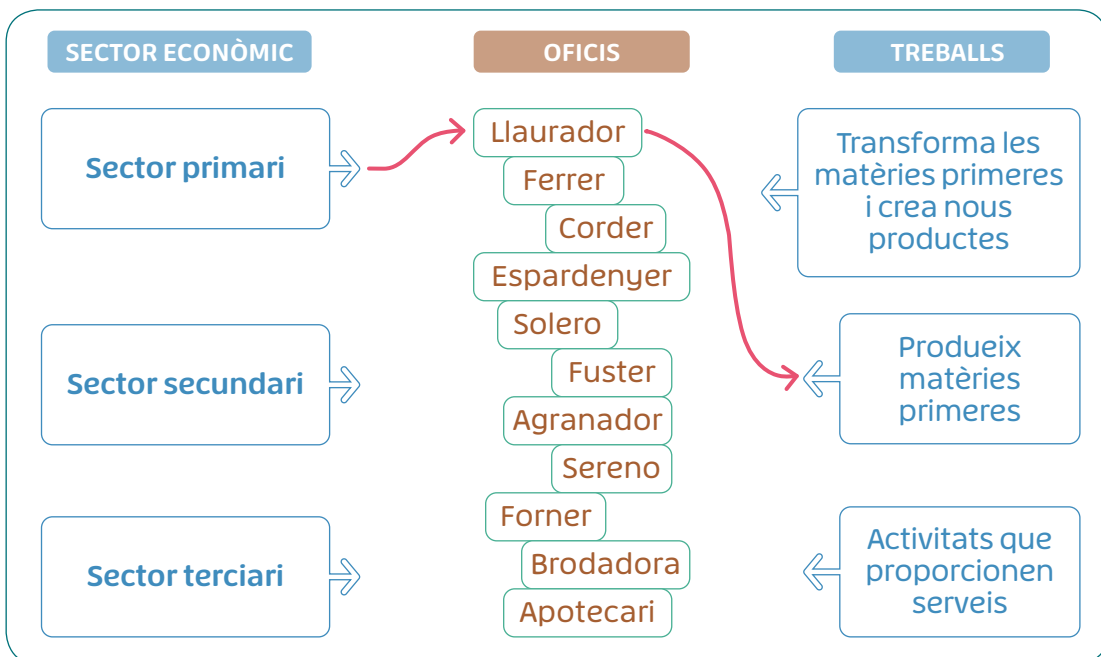 SECTOR ECONÒMIC
OFICIS
TREBALLS
Sector primari
Sector secundari
Sector terciari
Llaurador
Ferrer
Corder
Espardenyer
Solero
Fuster
Agranador
Sereno
Forner
Brodadora
Apotecari
Transforma les
matèries primeres
i crea nous
productes
Produeix
matèries
primeres
Activitats que
proporcionen
serveis